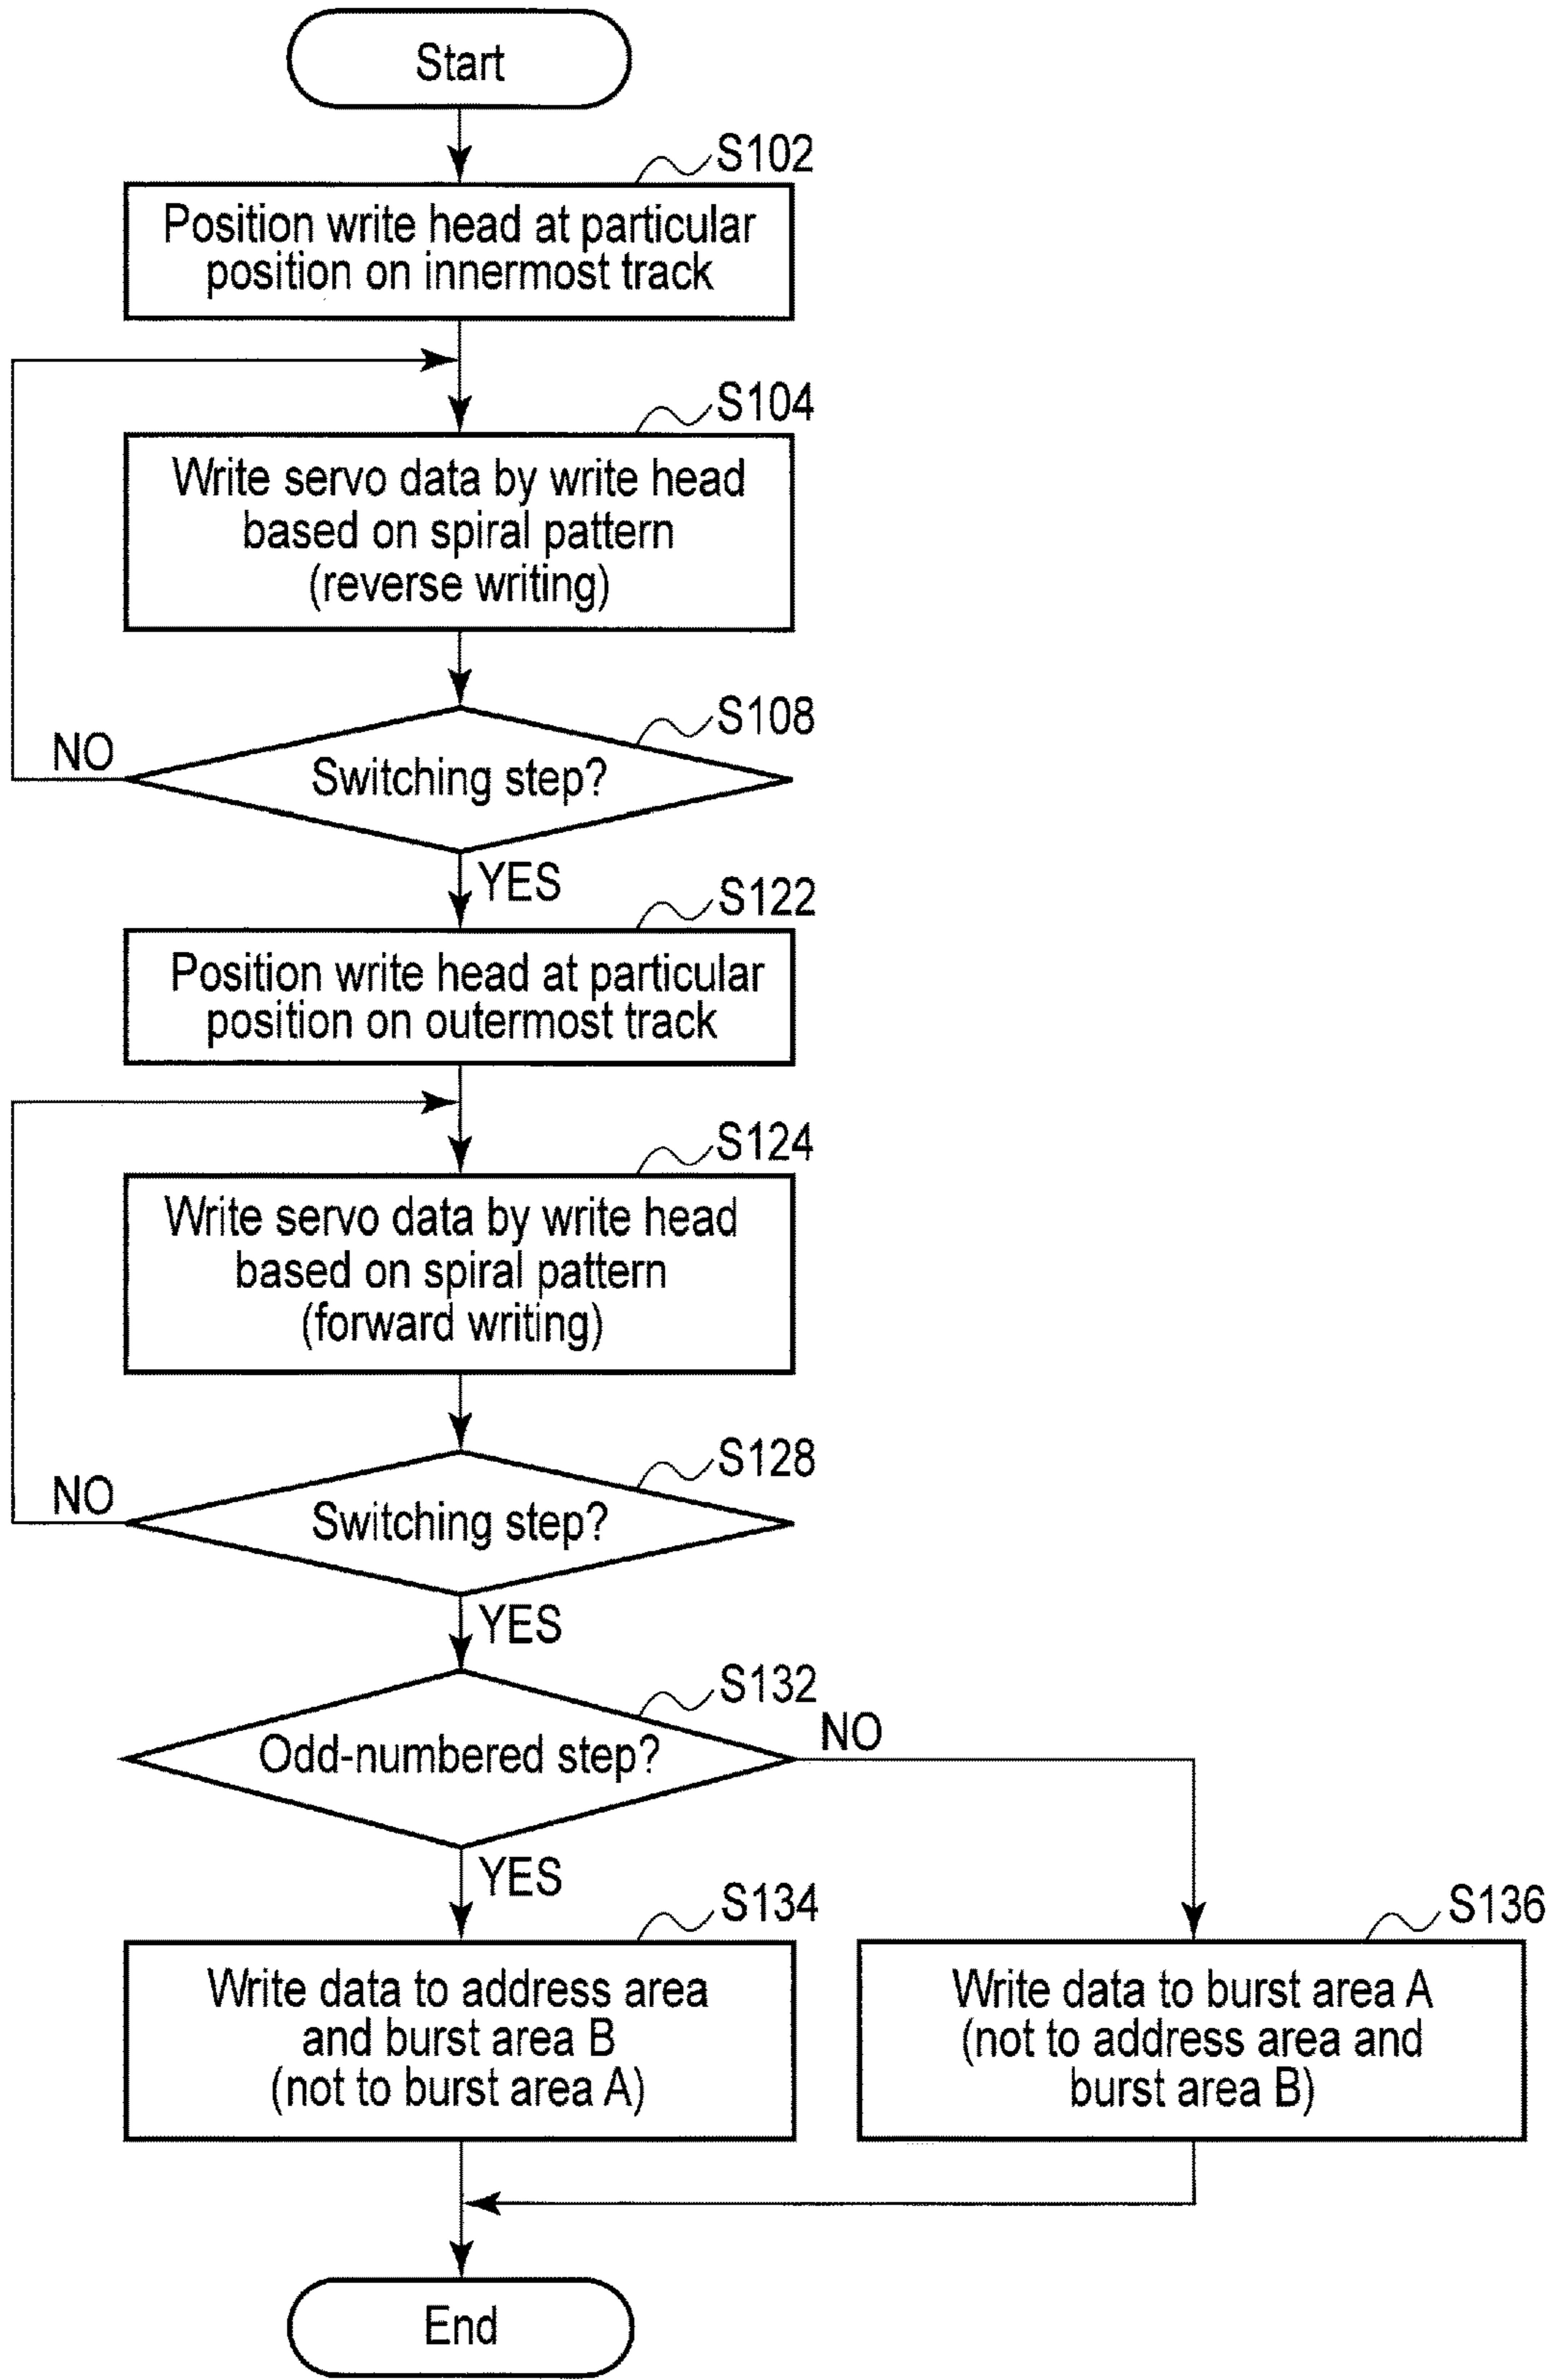 Start
S102
Position write head at particular
position on innermost track
S104
Write servo data by write head
based on spiral pattern
(reverse writing)
S108
NO
Switching step?
YES
S122
Position write head at particular
position on outermost track
S124
Write servo data by write head
based on spiral pattern
(forward writing)
S128
NO
Switching step?
YES
S132
Odd-numbered step?
NO
YES
S134
Write data to address area
and burst area B
(not to burst area A)
S136
Write data to burst area A
(not to address area and
burst area B)
End